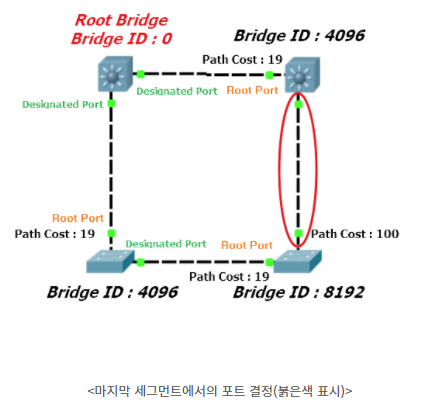 Root Bridge
Bridge ID : 0
Bridge ID : 4096
Path Cost : 19
Designated Port
Root Port
Designated Port
Root Port
Path Cost : 19
Designated Port
Root Port
Path Cost : 100
Path Cost : 19
Bridge ID : 4096
Bridge ID : 8192
<마지막 세그먼트에서의 포트 결정(붉은색 표시)>